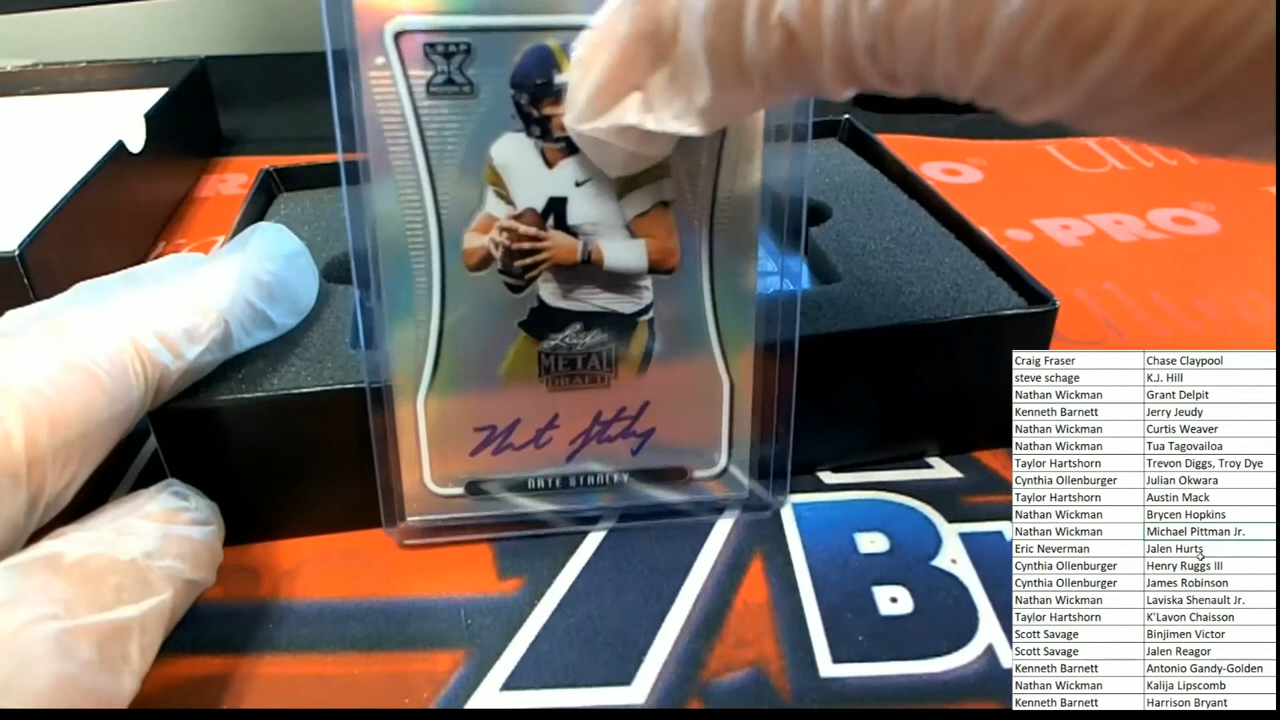 LEAF
X
4
Leaf
METAL
DRAFT
Nate Stanley
NATE STANLEY
PRO
Ultra
PRO
B
Craig Fraser Chase Claypool
steve schage K.J. Hill
Nathan Wickman Grant Delpit
Kenneth Barnett Jerry Jeudy
Nathan Wickman Curtis Weaver
Nathan Wickman Tua Tagovailoa
Taylor Hartshorn Trevon Diggs, Troy Dye
Cynthia Ollenburger Julian Okwara
Taylor Hartshorn Austin Mack
Nathan Wickman Brycen Hopkins
Nathan Wickman Michael Pittman Jr.
Eric Neverman Jalen Hurts
Cynthia Ollenburger Henry Ruggs III
Cynthia Ollenburger James Robinson
Nathan Wickman Laviska Shenault Jr.
Taylor Hartshorn K'Lavon Chaisson
Scott Savage Binjimen Victor
Scott Savage Jalen Reagor
Kenneth Barnett Antonio Gandy-Golden
Nathan Wickman Kalija Lipscomb
Kenneth Barnett Harrison Bryant